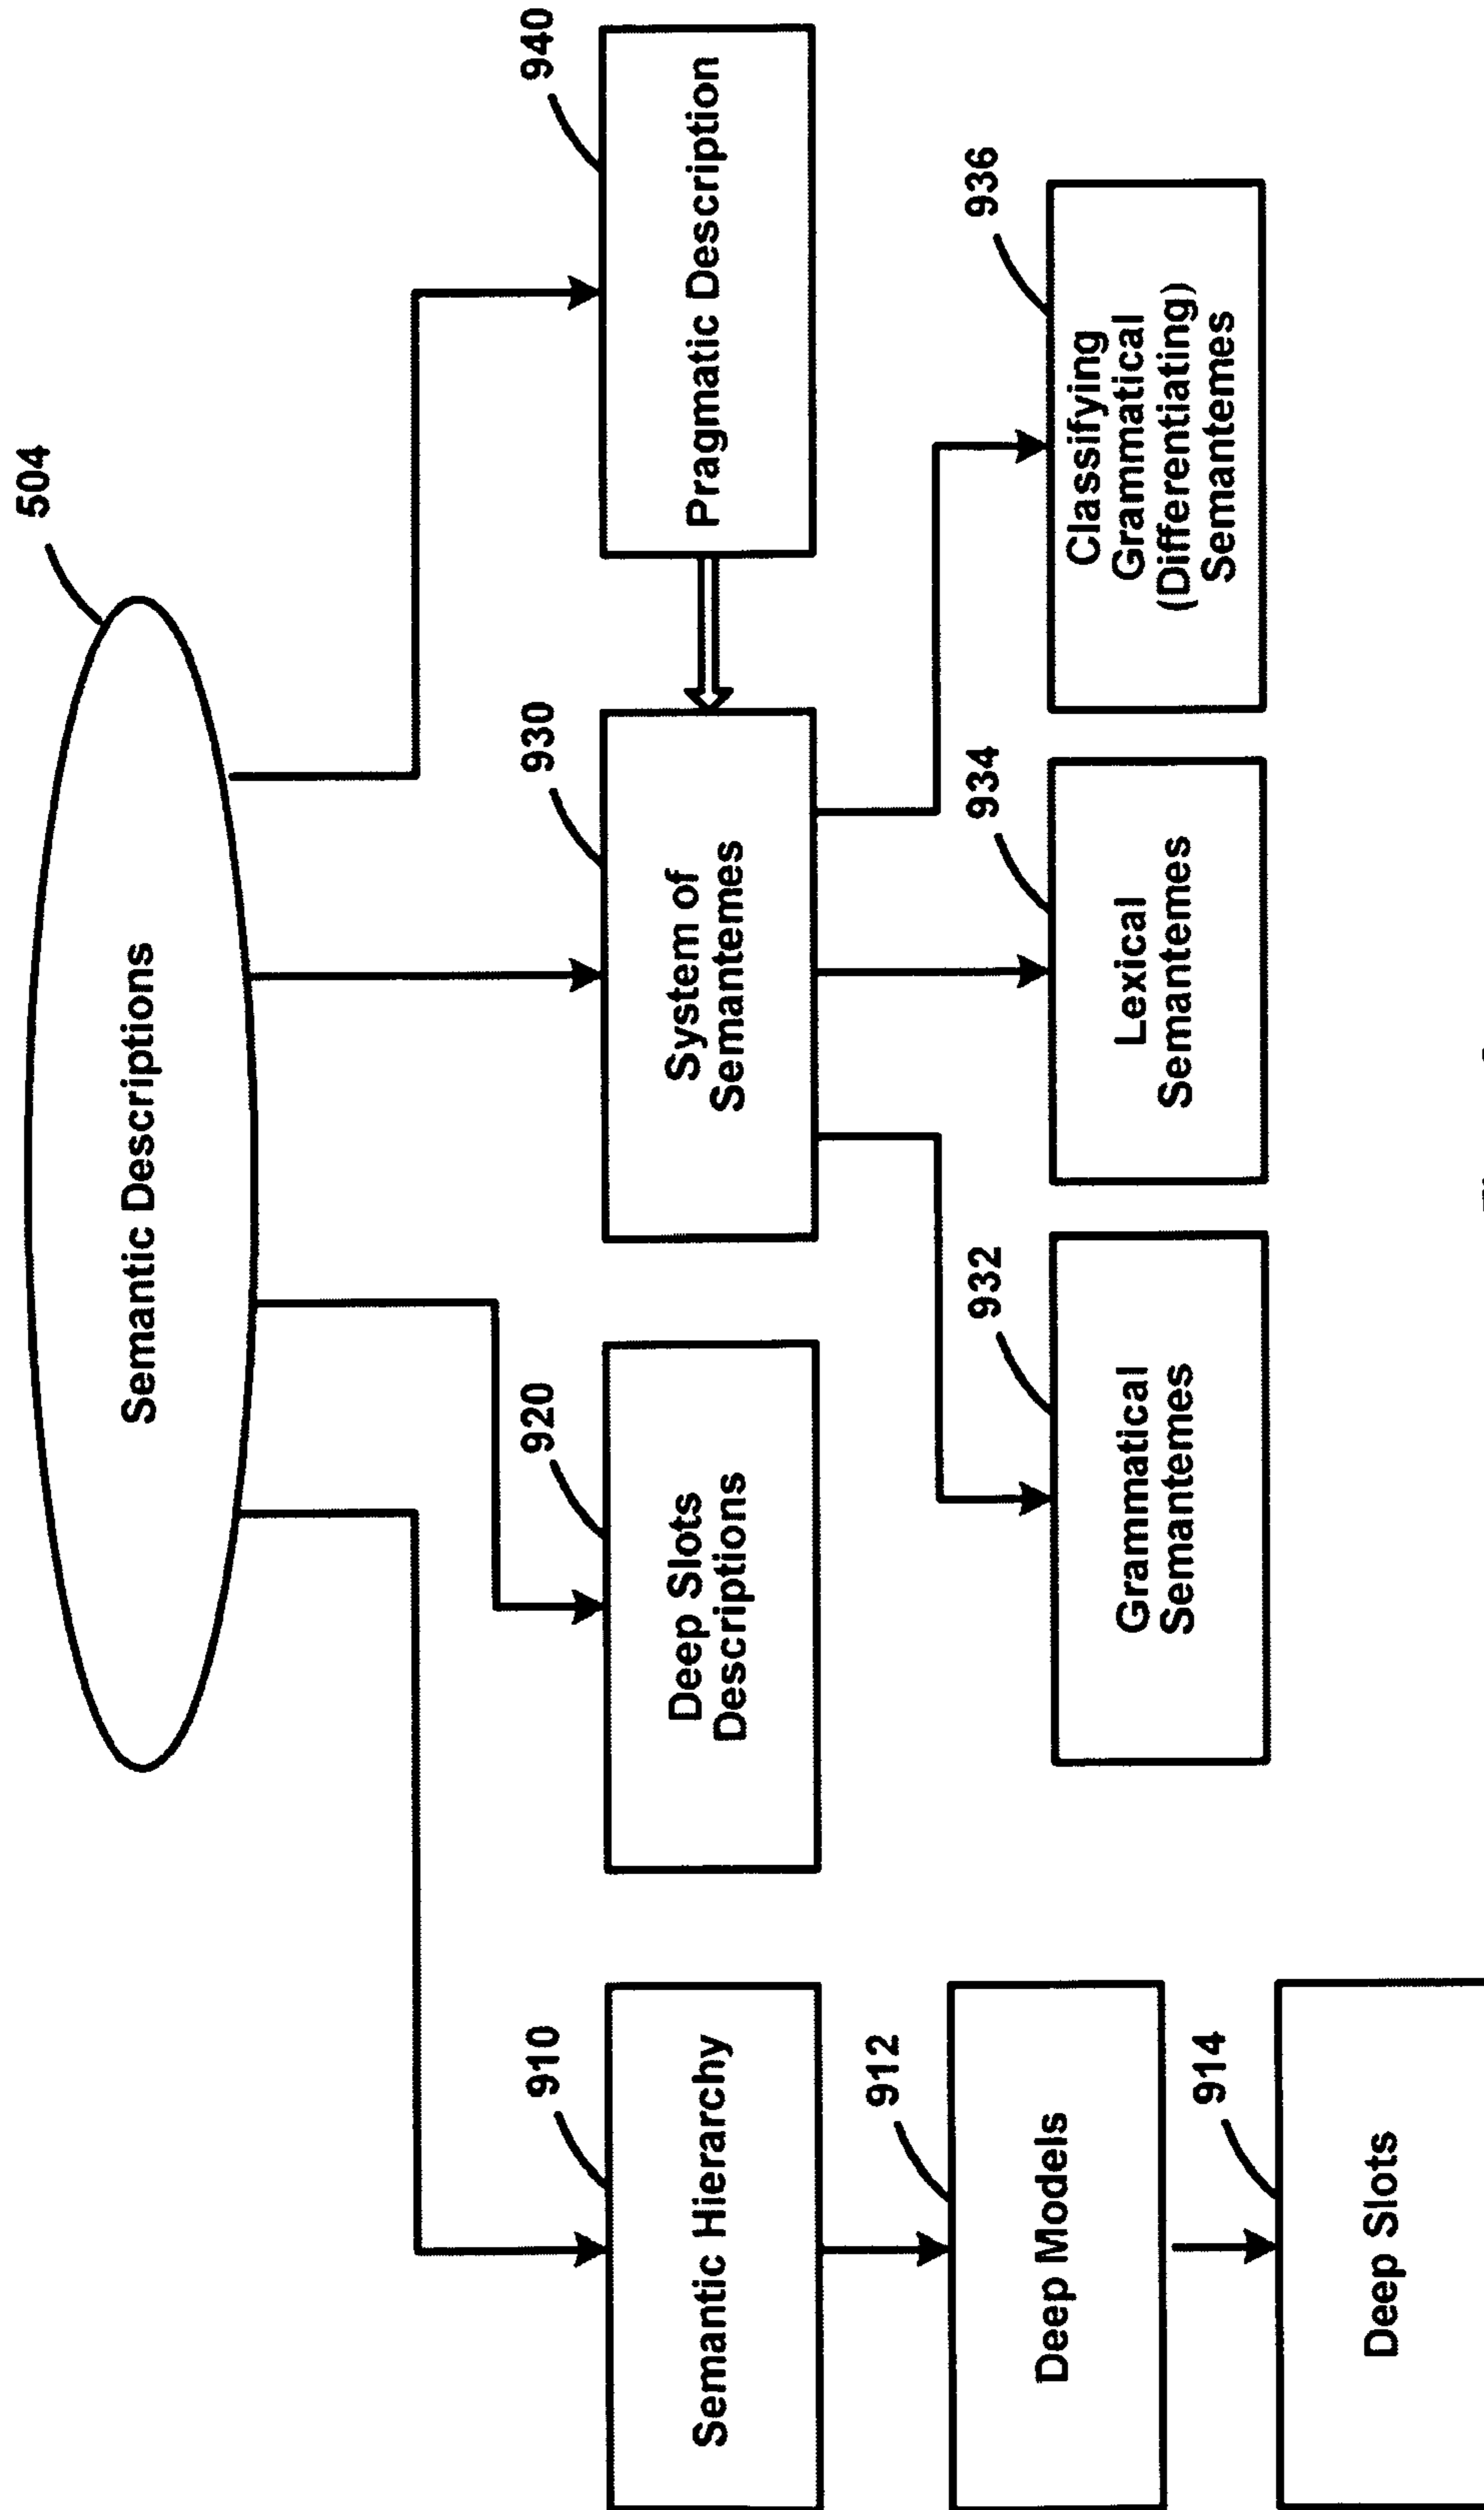 504
Semantic Descriptions
910
920
930
940
Semantic Hierarchy
Deep Slots
Descriptions
System of
Semantemes
Pragmatic Description
912
932
934
936
Deep Models
Grammatical
Semantemes
Lexical
Semantemes
Classifying
Grammatical
(Differentiating)
Semantemes
914
Deep Slots